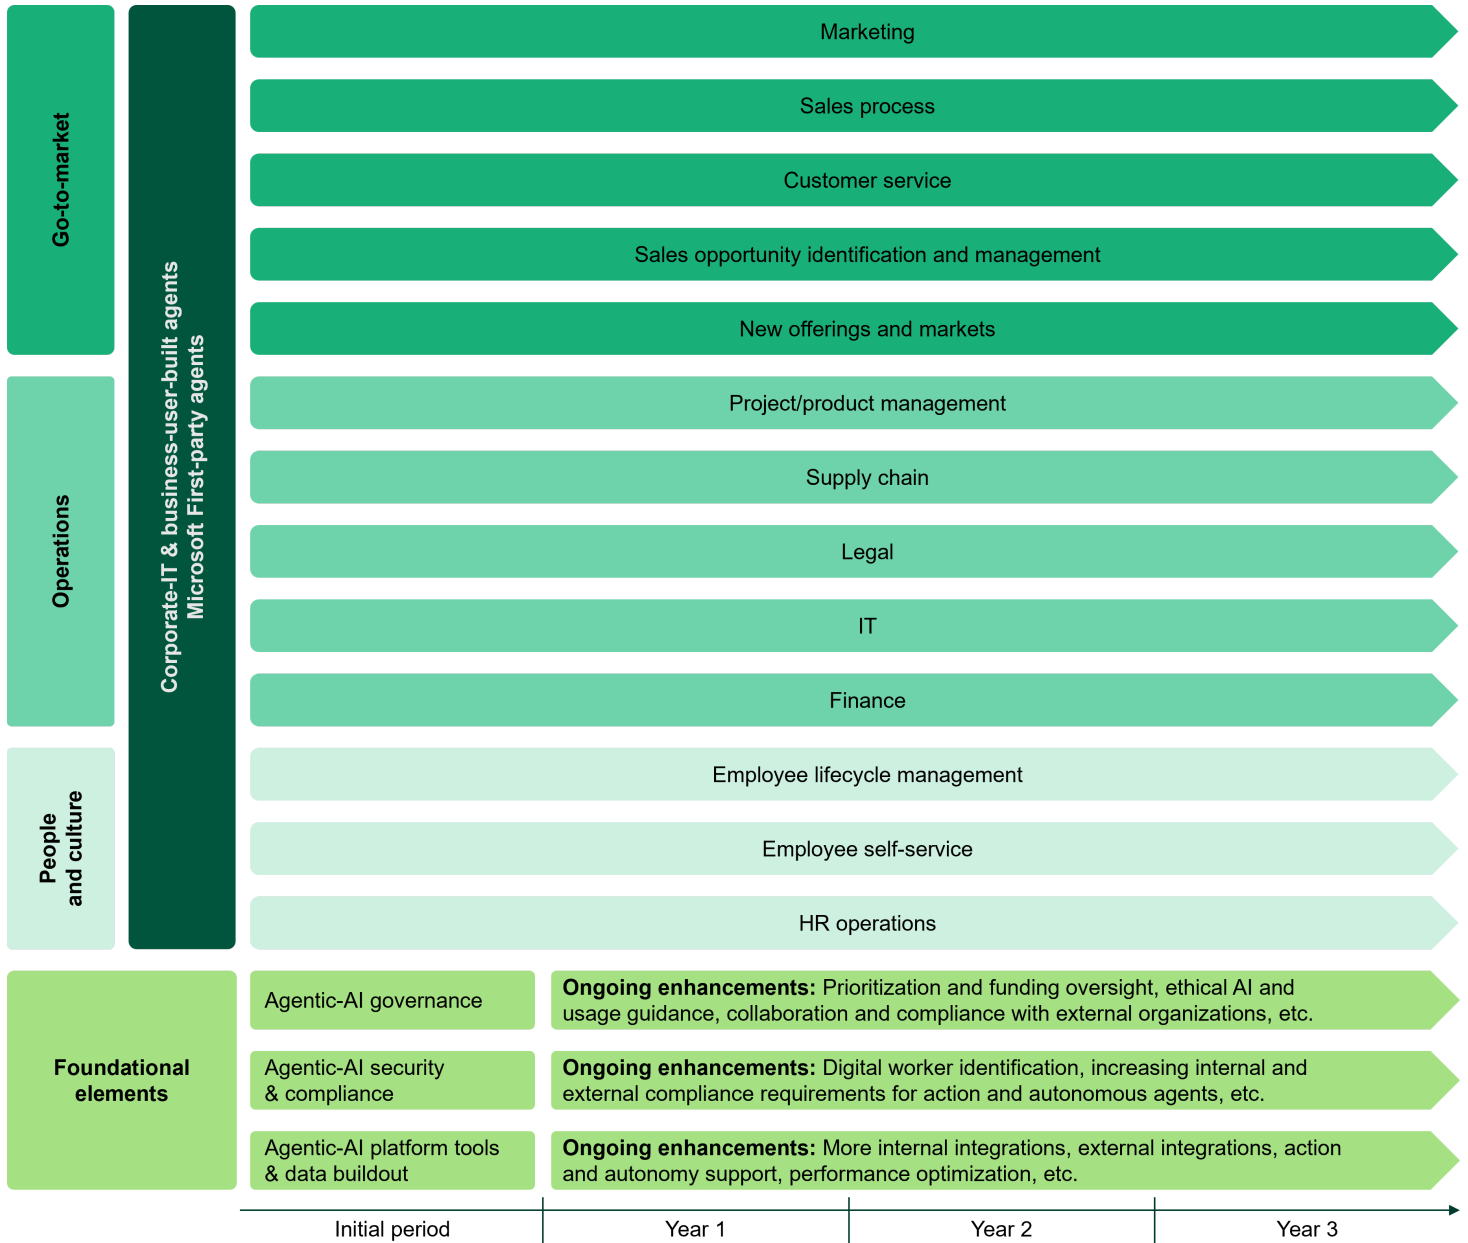 Go-to-market
Corporate-IT & business-user-built agents
Microsoft First-party agents
Marketing
Sales process
Customer service
Sales opportunity identification and management
New offerings and markets
Operations
Project/product management
Supply chain
Legal
IT
Finance
People
and culture
Employee lifecycle management
Employee self-service
HR operations
Foundational
elements
Agentic-AI governance
Ongoing enhancements: Prioritization and funding oversight, ethical AI and
usage guidance, collaboration and compliance with external organizations, etc.
Agentic-AI security
& compliance
Ongoing enhancements: Digital worker identification, increasing internal and
external compliance requirements for action and autonomous agents, etc.
Agentic-AI platform tools
& data buildout
Ongoing enhancements: More internal integrations, external integrations, action
and autonomy support, performance optimization, etc.
Initial period
Year 1
Year 2
Year 3